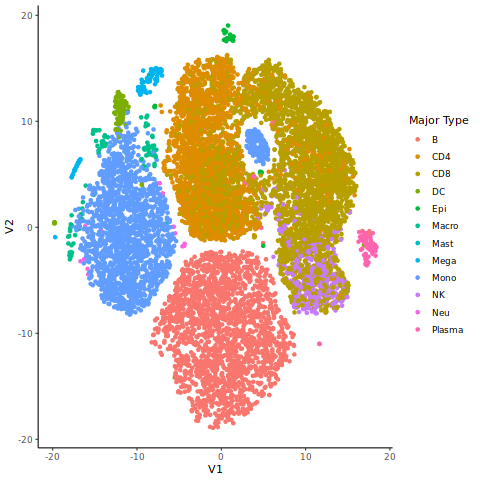 20
10
0
-10
-20
V2
-20
-10
0
10
20
V1
Major Type
B
CD4
CD8
DC
Epi
Macro
Mast
Mega
Mono
NK
Neu
Plasma